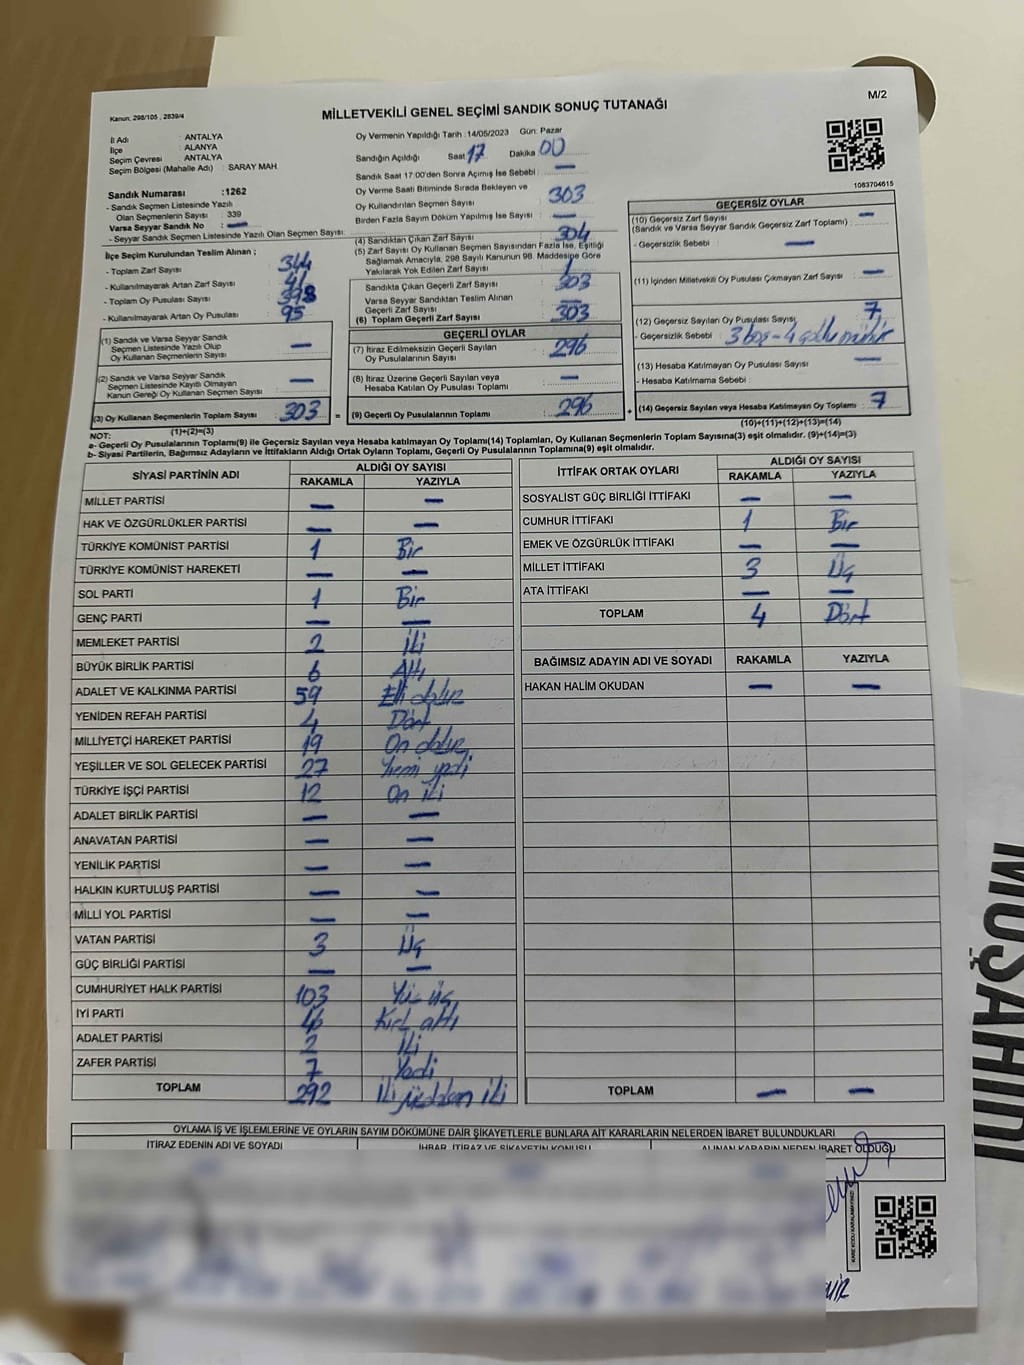 M/2
Kanun. 298/105 , 2839/4
MİLLETVEKİLİ GENEL SEÇİMİ SANDIK SONUÇ TUTANAĞI
İl Adı : ANTALYA
İlçe : ALANYA
Seçim Çevresi : ANTALYA
Seçim Bölgesi (Mahalle Adı) : SARAY MAH
Sandık Numarası :1262
- Sandık Seçmen Listesinde Yazılı
Olan Seçmenlerin Sayısı : 339
Varsa Seyyar Sandık No : —
- Seyyar Sandık Seçmen Listesinde Yazılı Olan Seçmen Sayısı:
İlçe Seçim Kurulundan Teslim Alınan ;
- Toplam Zarf Sayısı : 344
- Kullanılmayarak Artan Zarf Sayısı : 41
- Toplam Oy Pusulası Sayısı : 398
- Kullanılmayarak Artan Oy Pusulası : 95
(1) Sandık ve Varsa Seyyar Sandık
Seçmen Listesinde Yazılı Olup
Oy Kullanan Seçmenlerin Sayısı —
(2) Sandık ve Varsa Seyyar Sandık
Seçmen Listesinde Kayıtlı Olmayan
Kanun Gereği Oy Kullanan Seçmen Sayısı —
(3) Oy Kullanan Seçmenlerin Toplam Sayısı 303 =
(1)+(2)=(3)
Oy Vermenin Yapıldığı Tarih :14/05/2023 Gün: Pazar
Sandığın Açıldığı Saat 17 Dakika 00
Sandık Saat 17:00'den Sonra Açılmış İse Sebebi : —
Oy Verme Saati Bitiminde Sırada Bekleyen ve
Oy Kullandırılan Seçmen Sayısı : 303
Birden Fazla Sayım Döküm Yapılmış İse Sayısı : —
(4) Sandıktan Çıkan Zarf Sayısı : 304
(5) Zarf Sayısı Oy Kullanan Seçmen Sayısından Fazla İse, Eşitliği
Sağlamak Amacıyla, 298 Sayılı Kanunun 98. Maddesine Göre
Yakılarak Yok Edilen Zarf Sayısı : 1
Sandıkta Çıkan Geçerli Zarf Sayısı : 303
Varsa Seyyar Sandıktan Teslim Alınan
Geçerli Zarf Sayısı : —
(6) Toplam Geçerli Zarf Sayısı : 303
GEÇERLİ OYLAR
(7) İtiraz Edilmeksizin Geçerli Sayılan
Oy Pusulalarının Sayısı : 296
(8) İtiraz Üzerine Geçerli Sayılan veya
Hesaba Katılan Oy Pusulası Toplamı : —
(9) Geçerli Oy Pusulalarının Toplamı : 296 +
1083704615
GEÇERSİZ OYLAR
(10) Geçersiz Zarf Sayısı
(Sandık ve Varsa Seyyar Sandık Geçersiz Zarf Toplamı) : —
- Geçersizlik Sebebi : —
(11) İçinden Milletvekili Oy Pusulası Çıkmayan Zarf Sayısı : —
(12) Geçersiz Sayılan Oy Pusulası Sayısı : 7
- Geçersizlik Sebebi : 3 boş - 4 mühür
(13) Hesaba Katılmayan Oy Pusulası Sayısı : —
- Hesaba Katılmama Sebebi :
(14) Geçersiz Sayılan veya Hesaba Katılmayan Oy Toplamı : 7
(10)+(11)+(12)+(13)=(14)
NOT:
a- Geçerli Oy Pusulalarının Toplamı(9) ile Geçersiz Sayılan veya Hesaba katılmayan Oy Toplamı(14) Toplamları, Oy Kullanan Seçmenlerin Toplam Sayısına(3) eşit olmalıdır. (9)+(14)=(3)
b- Siyasi Partilerin, Bağımsız Adayların ve İttifakların Aldığı Ortak Oyların Toplamı, Geçerli Oy Pusulalarının Toplamına(9) eşit olmalıdır.
SİYASİ PARTİNİN ADI ALDIĞI OY SAYISI
RAKAMLA YAZIYLA
MİLLET PARTİSİ — —
HAK VE ÖZGÜRLÜKLER PARTİSİ — —
TÜRKİYE KOMÜNİST PARTİSİ 1 Bir
TÜRKİYE KOMÜNİST HAREKETİ — —
SOL PARTİ 1 Bir
GENÇ PARTİ — —
MEMLEKET PARTİSİ 2 İki
BÜYÜK BİRLİK PARTİSİ 6 Altı
ADALET VE KALKINMA PARTİSİ 59 Elli dokuz
YENİDEN REFAH PARTİSİ 4 Dört
MİLLİYETÇİ HAREKET PARTİSİ 19 On dokuz
YEŞİLLER VE SOL GELECEK PARTİSİ 27 Yirmi yedi
TÜRKİYE İŞÇİ PARTİSİ 12 On iki
ADALET BİRLİK PARTİSİ — —
ANAVATAN PARTİSİ — —
YENİLİK PARTİSİ — —
HALKIN KURTULUŞ PARTİSİ — —
MİLLİ YOL PARTİSİ — —
VATAN PARTİSİ 3 Üç
GÜÇ BİRLİĞİ PARTİSİ — —
CUMHURİYET HALK PARTİSİ 103 Yüz üç
İYİ PARTİ 46 Kırk altı
ADALET PARTİSİ 2 İki
ZAFER PARTİSİ 7 Yedi
TOPLAM 292 İki yüz doksan iki
İTTİFAK ORTAK OYLARI ALDIĞI OY SAYISI
RAKAMLA YAZIYLA
SOSYALİST GÜÇ BİRLİĞİ İTTİFAKI — —
CUMHUR İTTİFAKI 1 Bir
EMEK VE ÖZGÜRLÜK İTTİFAKI — —
MİLLET İTTİFAKI 3 Üç
ATA İTTİFAKI — —
TOPLAM 4 Dört
BAĞIMSIZ ADAYIN ADI VE SOYADI RAKAMLA YAZIYLA
HAKAN HALİM OKUDAN — —
TOPLAM — —
OYLAMA İŞ VE İŞLEMLERİNE VE OYLARIN SAYIM DÖKÜMÜNE DAİR ŞİKAYETLERLE BUNLARA AİT KARARLARIN NELERDEN İBARET BULUNDUKLARI
İTİRAZ EDENİN ADI VE SOYADI İHBAR, İTİRAZ VE ŞİKAYETİN KONUSU ALINAN KARARIN NEDEN İBARET OLDUĞU
KARE KODU KARALAMAYINIZ!
MÜŞAHİDİ